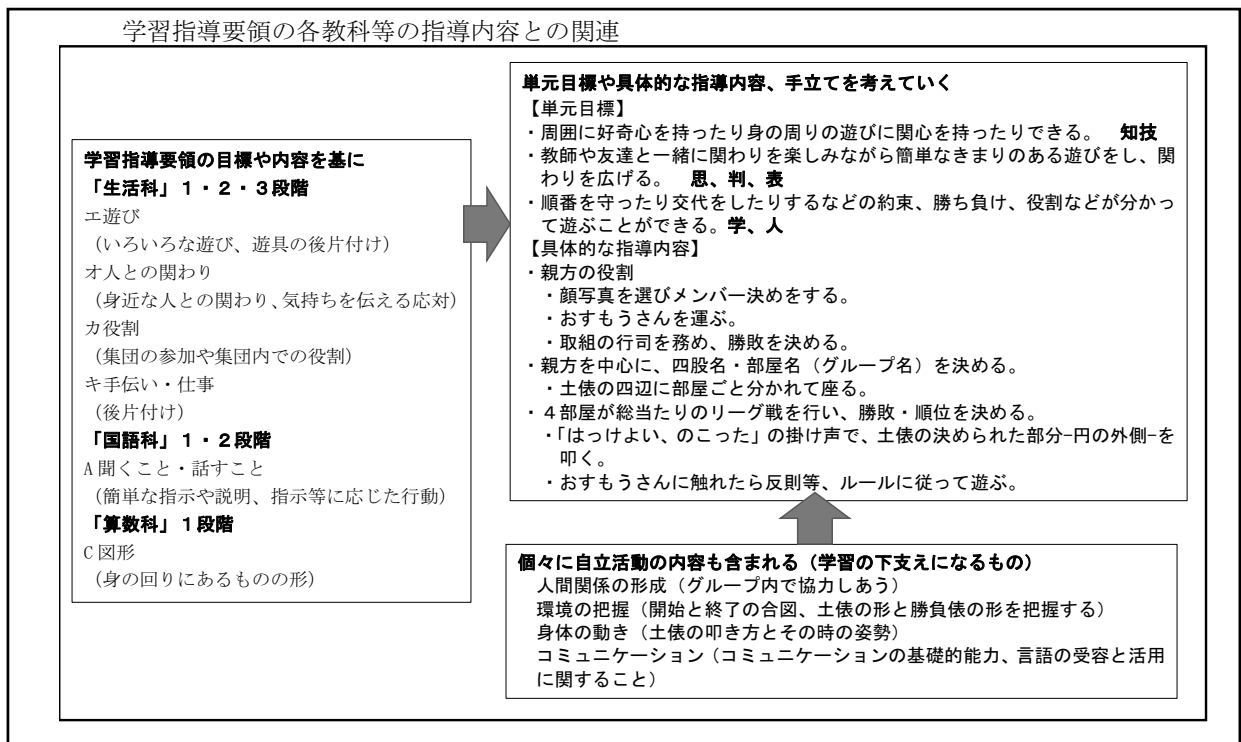 学習指導要領の各教科等の指導内容との関連
学習指導要領の目標や内容を基に
「生活科」１・２・３段階
エ遊び
（いろいろな遊び、遊具の後片付け）
オ人との関わり
（身近な人との関わり、気持ちを伝える応対）
カ役割
（集団の参加や集団内での役割）
キ手伝い・仕事
（後片付け）
「国語科」１・２段階
A 聞くこと・話すこと
（簡単な指示や説明、指示等に応じた行動）
「算数科」１段階
C 図形
（身の回りにあるものの形）
単元目標や具体的な指導内容、手立てを考えていく
【単元目標】
・周囲に好奇心を持ったり身の周りの遊びに関心を持ったりできる。　知技
・教師や友達と一緒に関わりを楽しみながら簡単なきまりのある遊びをし、関
わりを広げる。　思、判、表
・順番を守ったり交代をしたりするなどの約束、勝ち負け、役割などが分かっ
て遊ぶことができる。学、人
【具体的な指導内容】
・親方の役割
・顔写真を選びメンバー決めをする。
・おすもうさんを運ぶ。
・取組の行司を務め、勝敗を決める。
・親方を中心に、四股名・部屋名（グループ名）を決める。
・土俵の四辺に部屋ごと分かれて座る。
・４部屋が総当たりのリーグ戦を行い、勝敗・順位を決める。
・「はっけよい、のこった」の掛け声で、土俵の決められた部分−円の外側−を
叩く。
・おすもうさんに触れたら反則等、ルールに従って遊ぶ。
個々に自立活動の内容も含まれる（学習の下支えになるもの）
人間関係の形成（グループ内で協力しあう）
環境の把握（開始と終了の合図、土俵の形と勝負俵の形を把握する）
身体の動き（土俵の叩き方とその時の姿勢）
コミュニケーション（コミュニケーションの基礎的能力、言語の受容と活用
に関すること）